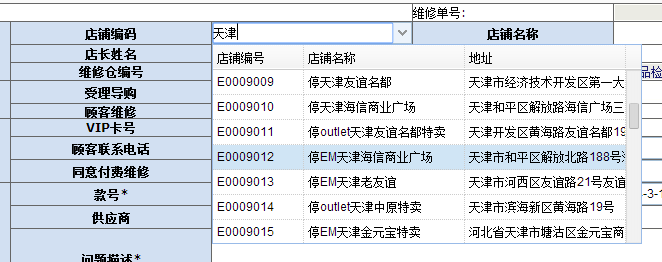 维修单号:
店铺编码 天津 店铺名称
店长姓名
维修仓编号
受理导购
顾客维修
VIP卡号
顾客联系电话
同意付费维修
款号*
供应商
问题描述*
店铺编号 店铺名称 地址
E0009009 停天津友谊名都 天津市经济技术开发区第一大
E0009010 停天津海信商业广场 天津和平区解放路海信广场三
E0009011 停outlet天津友谊名都特卖 天津开发区黄海路友谊名都19
E0009012 停EM天津海信商业广场 天津市和平区解放北路188号
E0009013 停EM天津老友谊 天津市河西区友谊路21号友谊
E0009014 停outlet天津中原特卖 天津市滨海新区黄海路19号
E0009015 停EM天津金元宝特卖 河北省天津市塘沽区金元宝商
品检
-3-1